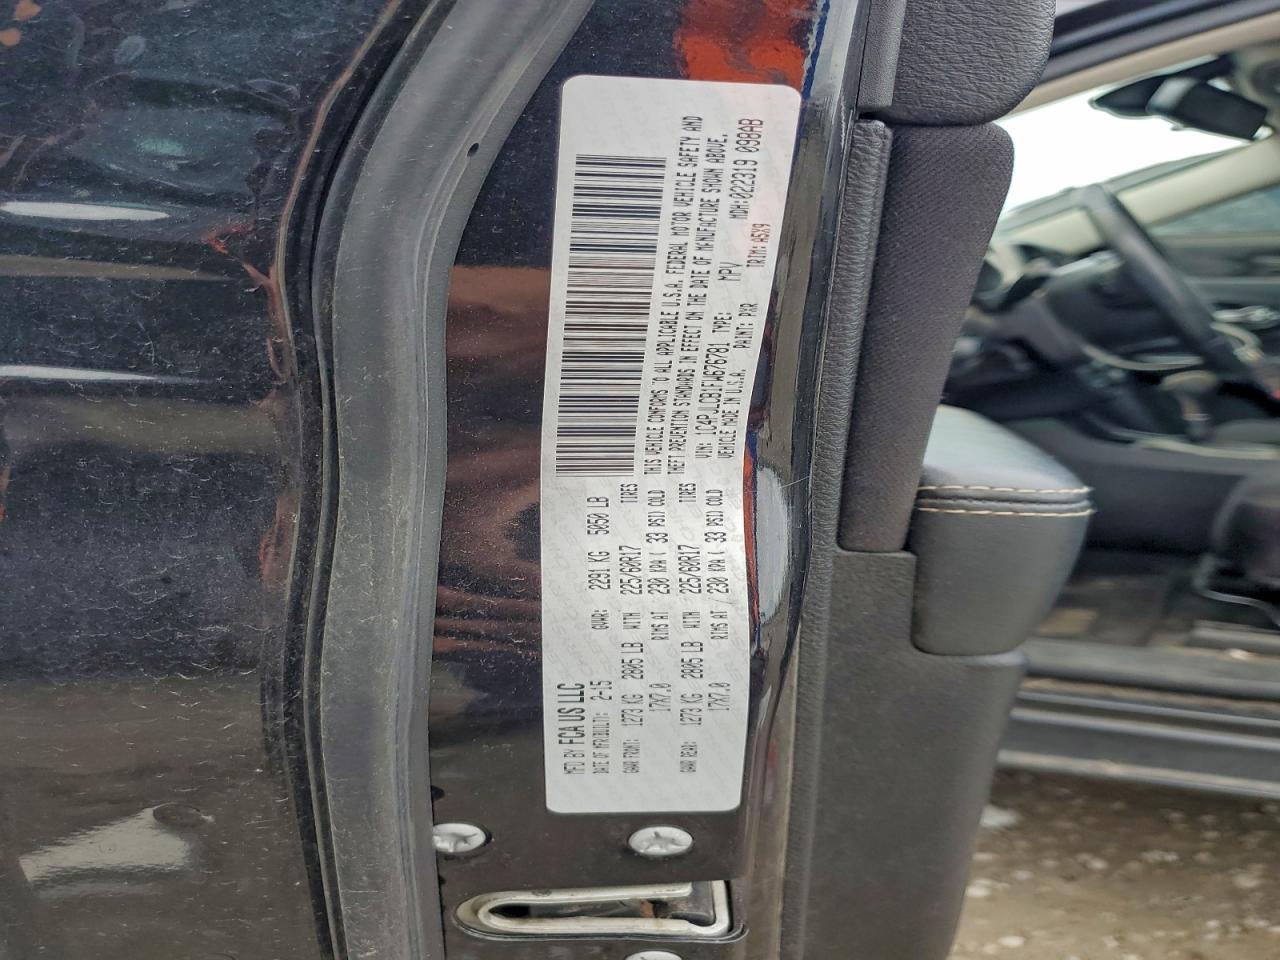 MFD BY FCA US LLC
DATE OF MFR(BUILT): 2-15 GVWR: 2291 KG 5050 LB
GAWR FRONT: 1273 KG 2805 LB WITH 225/60R17 TIRES
17X7.0 RIMS AT 230 KPA ( 33 PSI) COLD
GAWR REAR: 1273 KG 2805 LB WITH 225/60R17 TIRES
17X7.0 RIMS AT 230 KPA ( 33 PSI) COLD
THIS VEHICLE CONFORMS TO ALL APPLICABLE U.S.A. FEDERAL MOTOR VEHICLE SAFETY AND
THEFT PREVENTION STANDARDS IN EFFECT ON THE DATE OF MANUFACTURE SHOWN ABOVE.
VIN: 1C4PJLCB1FW676781 TYPE: MPV MDH:022319 098AB
VEHICLE MADE IN U.S.A. PAINT: PXR TRIM:A5X9